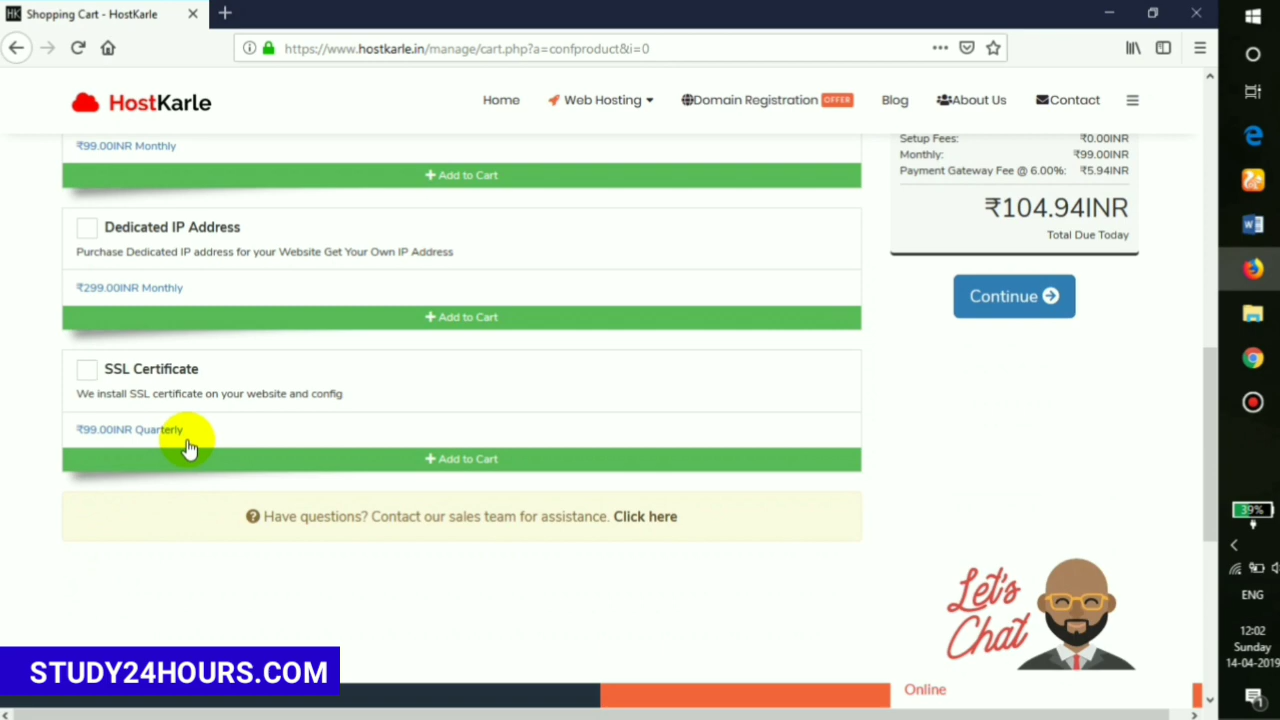 Shopping Cart - HostKarle
https://www.hostkarle.in/manage/cart.php?a=confproduct&i=0
HostKarle
Home
Web Hosting
Domain Registration OFFER
Blog
About Us
Contact
₹99.00INR Monthly
Add to Cart
Dedicated IP Address
Purchase Dedicated IP address for your Website Get Your Own IP Address
₹299.00INR Monthly
Add to Cart
SSL Certificate
We install SSL certificate on your website and config
₹99.00INR Quarterly
Add to Cart
Have questions? Contact our sales team for assistance. Click here
Setup Fees: ₹0.00INR
Monthly: ₹99.00INR
Payment Gateway Fee @ 6.00%: ₹5.94INR
₹104.94INR
Total Due Today
Continue
Let's
Chat
Online
STUDY24HOURS.COM
39%
ENG
12:02
Sunday
14-04-2019
1